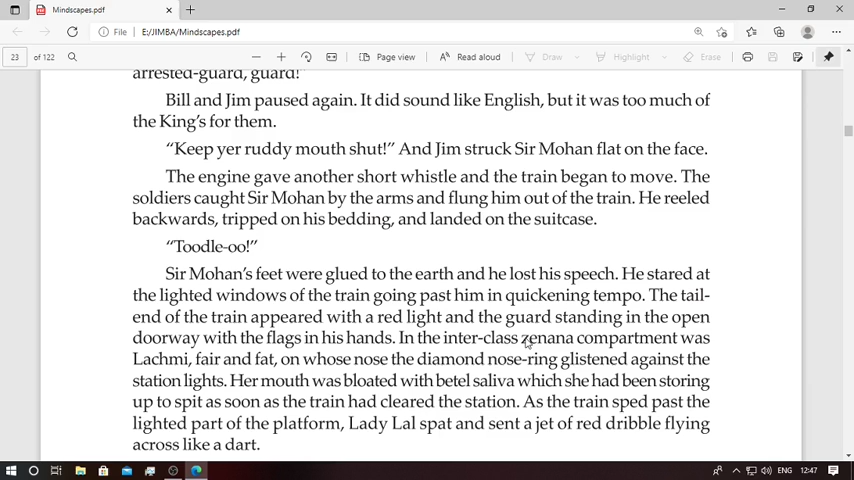 Mindscapes.pdf
File | E:/JIMBA/Mindscapes.pdf
23 of 122 Page view Read aloud Draw Highlight Erase
arrested-guard, guard!"
Bill and Jim paused again. It did sound like English, but it was too much of
the King's for them.
"Keep yer ruddy mouth shut!" And Jim struck Sir Mohan flat on the face.
The engine gave another short whistle and the train began to move. The
soldiers caught Sir Mohan by the arms and flung him out of the train. He reeled
backwards, tripped on his bedding, and landed on the suitcase.
"Toodle-oo!"
Sir Mohan's feet were glued to the earth and he lost his speech. He stared at
the lighted windows of the train going past him in quickening tempo. The tail-
end of the train appeared with a red light and the guard standing in the open
doorway with the flags in his hands. In the inter-class zenana compartment was
Lachmi, fair and fat, on whose nose the diamond nose-ring glistened against the
station lights. Her mouth was bloated with betel saliva which she had been storing
up to spit as soon as the train had cleared the station. As the train sped past the
lighted part of the platform, Lady Lal spat and sent a jet of red dribble flying
across like a dart.
ENG 12:47